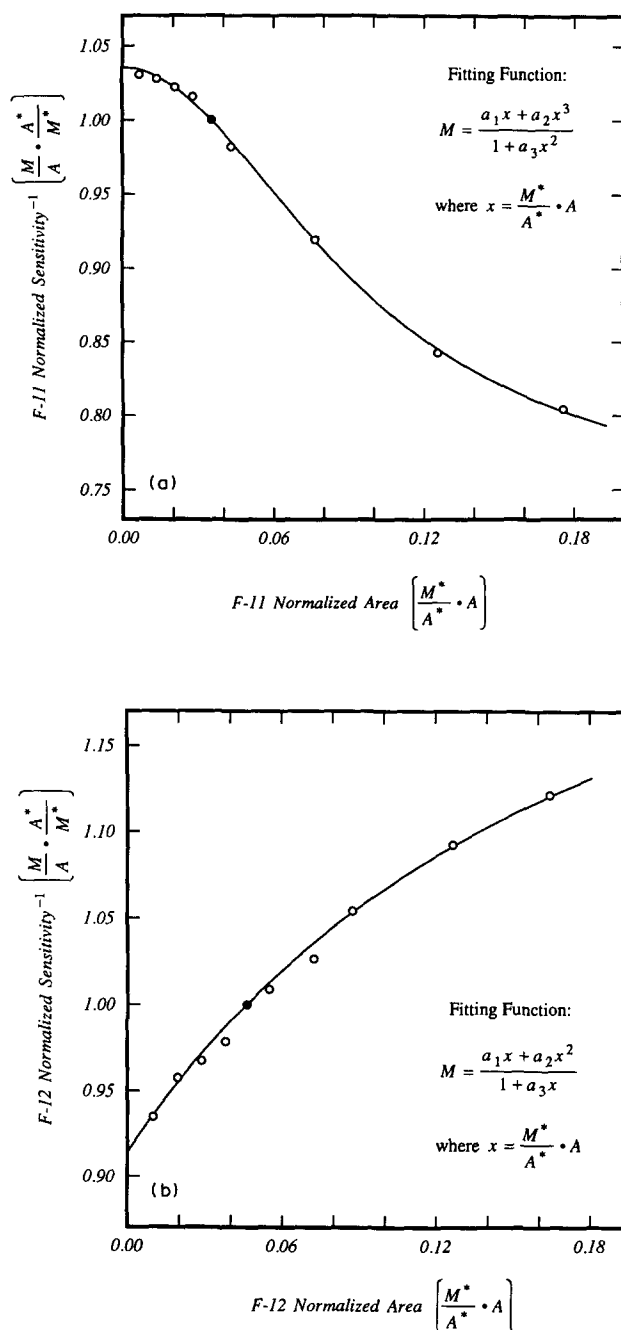 F-11 Normalized Sensitivity⁻¹ [M/A • A*/M*]
1.05
1.00
0.95
0.90
0.85
0.80
0.75
Fitting Function:
M = (a₁x + a₂x³) / (1 + a₃x²)
where x = M*/A* • A
(a)
0.00 0.06 0.12 0.18
F-11 Normalized Area [M*/A* • A]
F-12 Normalized Sensitivity⁻¹ [M/A • A*/M*]
1.15
1.10
1.05
1.00
0.95
0.90
Fitting Function:
M = (a₁x + a₂x²) / (1 + a₃x)
where x = M*/A* • A
(b)
0.00 0.06 0.12 0.18
F-12 Normalized Area [M*/A* • A]